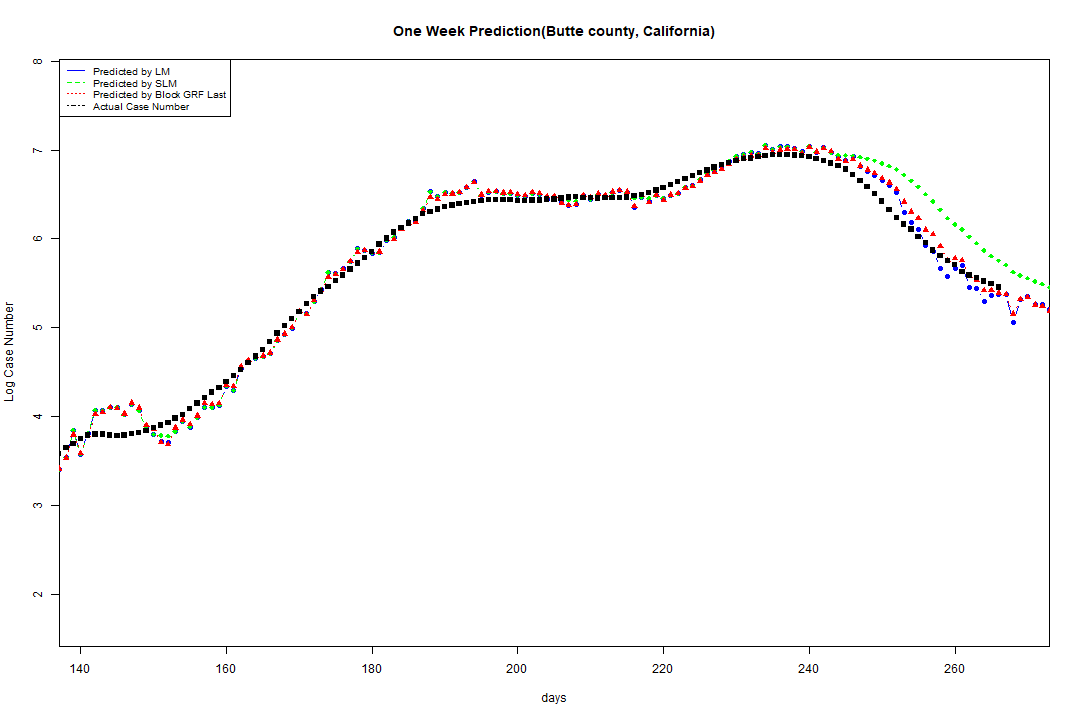 One Week Prediction(Butte county, California)
Predicted by LM
Predicted by SLM
Predicted by Block GRF Last
Actual Case Number
8
7
6
5
4
3
2
Log Case Number
140 160 180 200 220 240 260
days